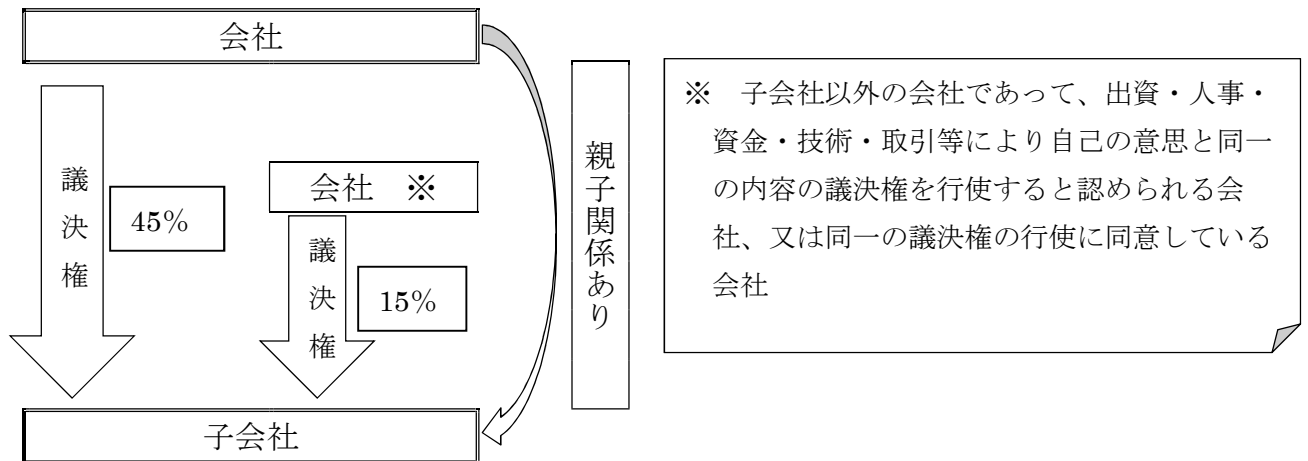 会社
議決権
45%
会社 ※
議決権
15%
子会社
親子関係あり
※ 子会社以外の会社であって、出資・人事・
資金・技術・取引等により自己の意思と同一
の内容の議決権を行使すると認められる会
社、又は同一の議決権の行使に同意している
会社